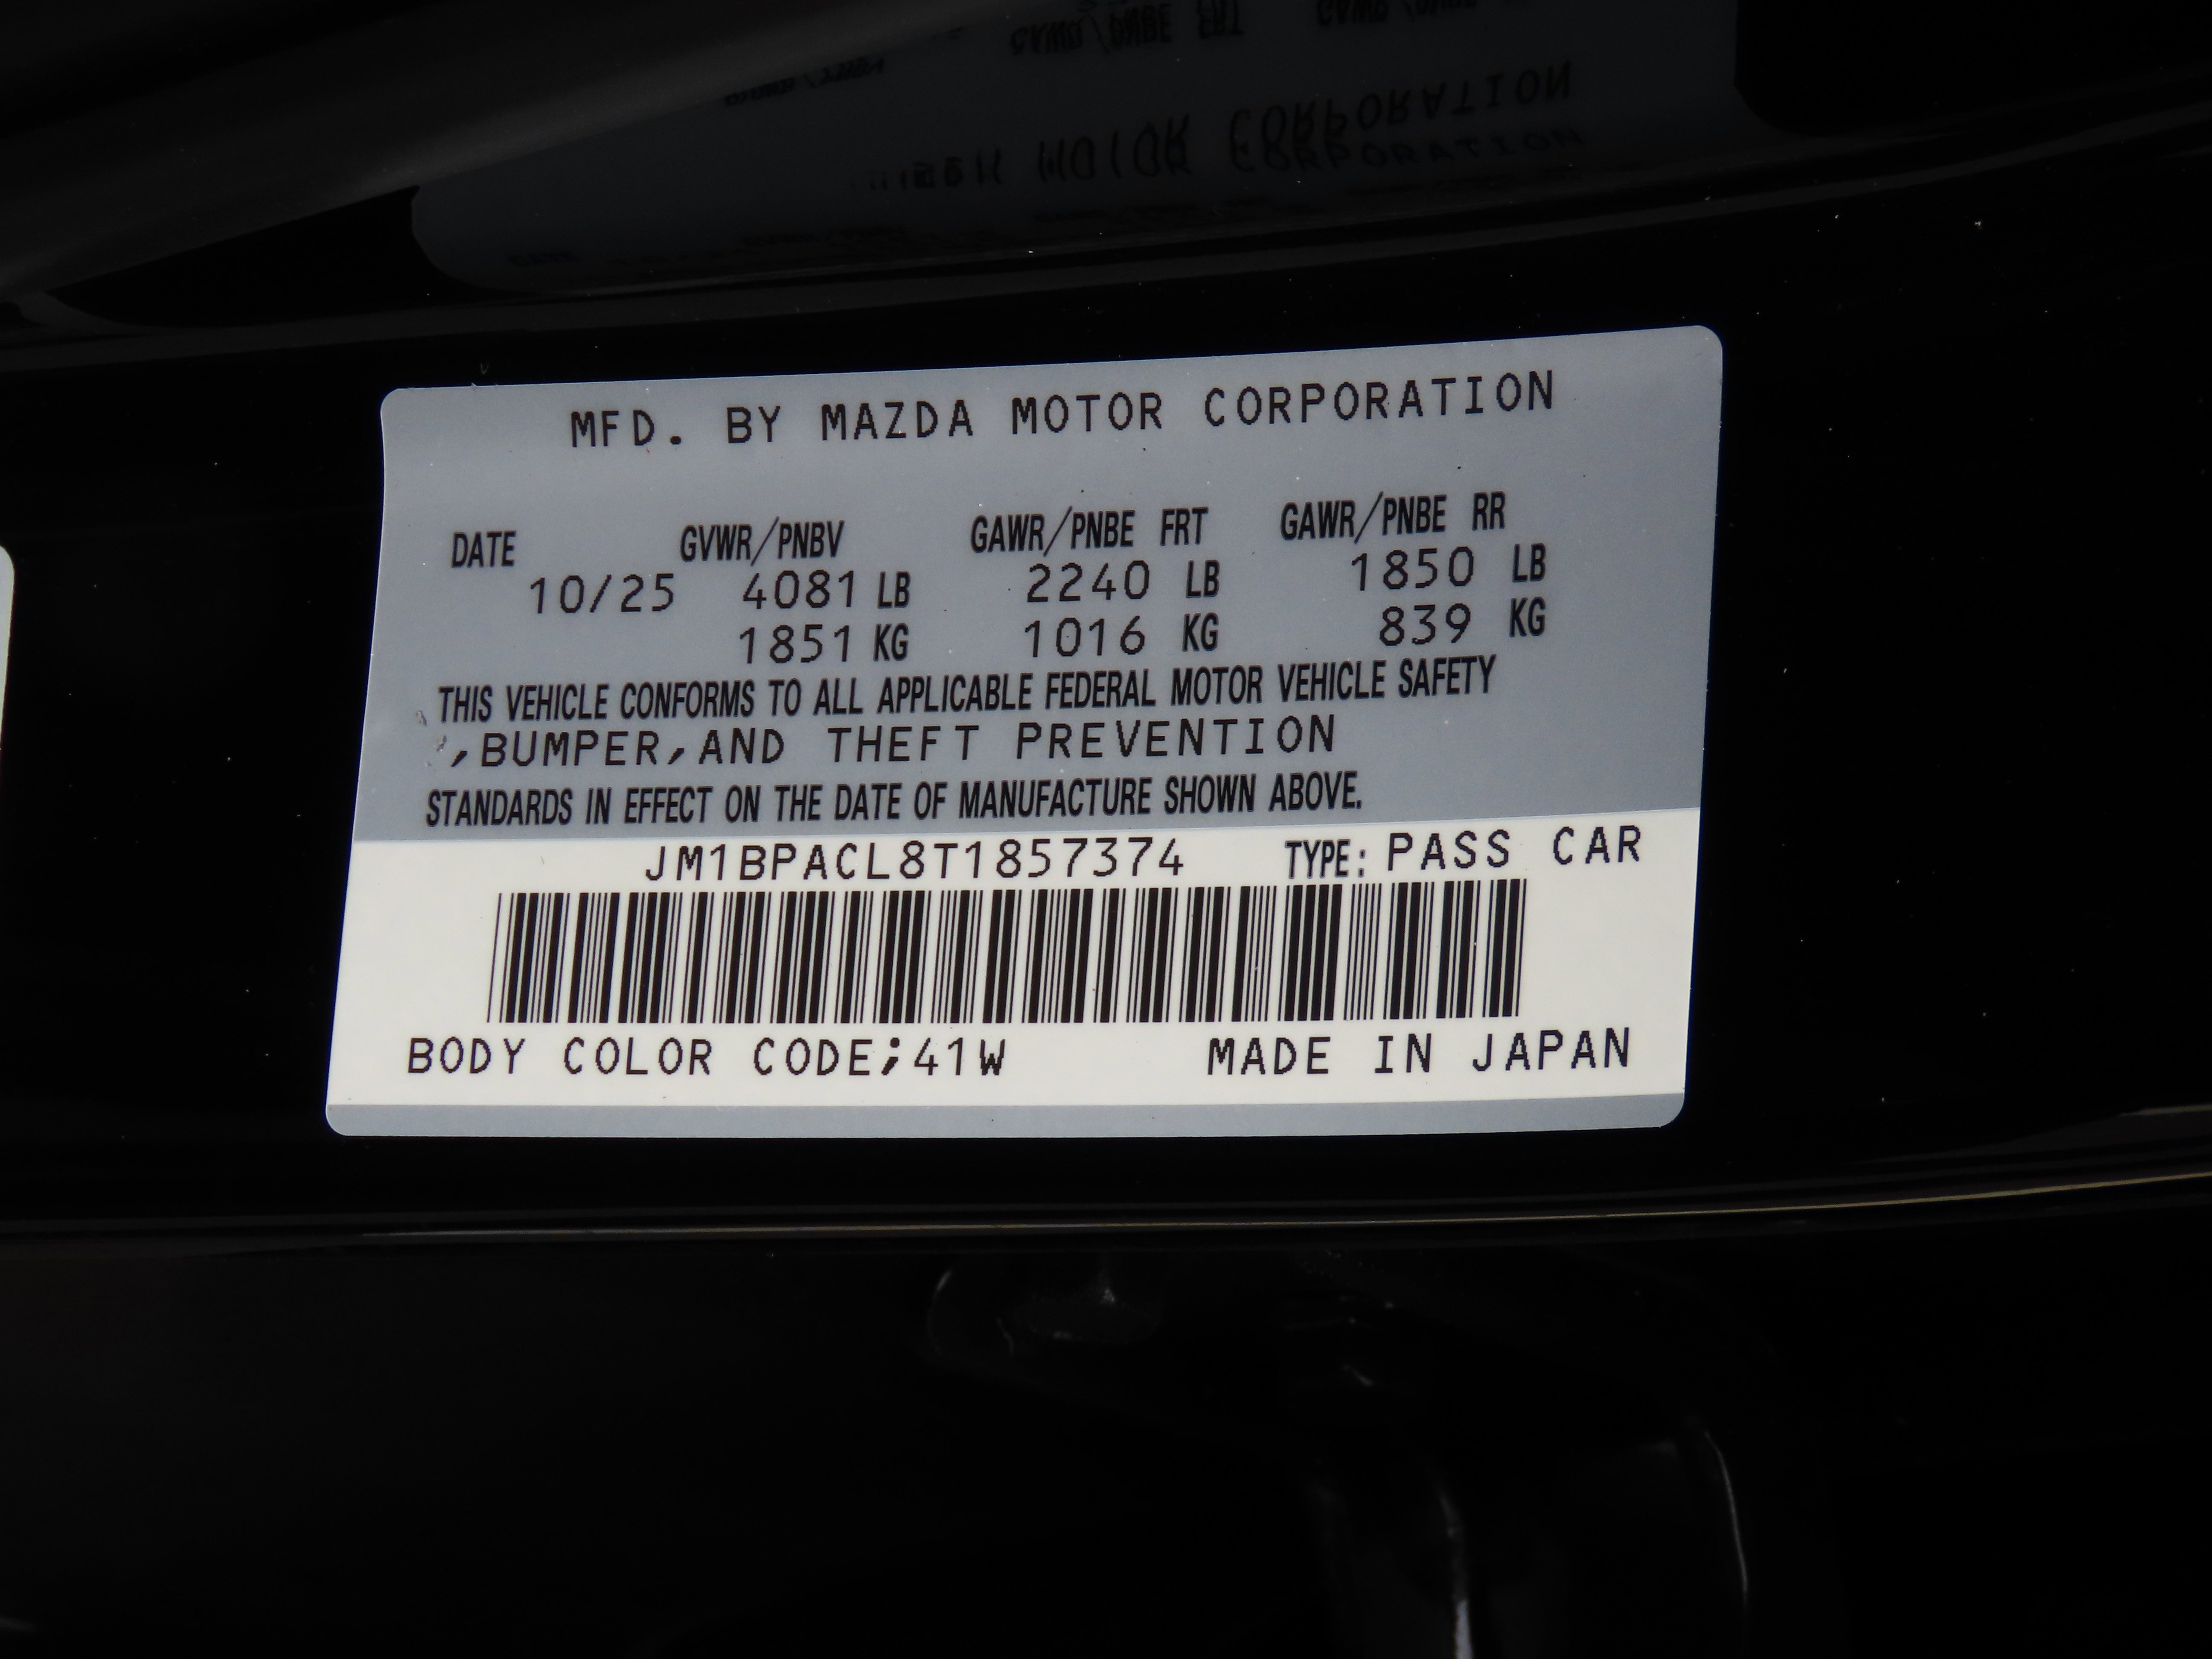 MFD. BY MAZDA MOTOR CORPORATION
DATE GVWR/PNBV GAWR/PNBE FRT GAWR/PNBE RR
10/25 4081 LB 2240 LB 1850 LB
1851 KG 1016 KG 839 KG
THIS VEHICLE CONFORMS TO ALL APPLICABLE FEDERAL MOTOR VEHICLE SAFETY
,BUMPER,AND THEFT PREVENTION
STANDARDS IN EFFECT ON THE DATE OF MANUFACTURE SHOWN ABOVE.
JM1BPACL8T1857374 TYPE: PASS CAR
BODY COLOR CODE;41W MADE IN JAPAN